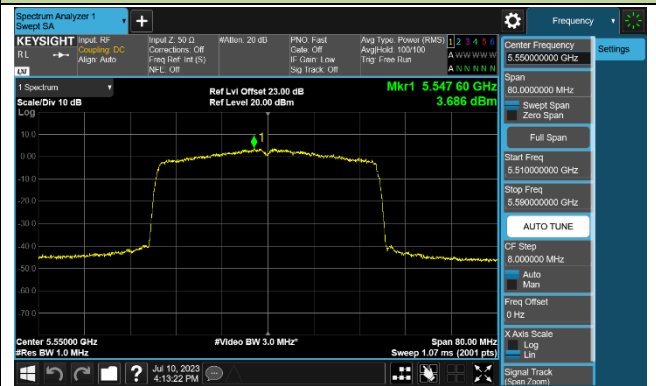 Spectrum Analyzer 1
Swept SA
+
Frequency
KEYSIGHT
RL
LXI
Input: RF
Coupling: DC
Align: Auto
Input Z: 50 Ω
Corrections: Off
Freq Ref: Int (S)
NFE: Off
#Atten: 20 dB
PNO: Fast
Gate: Off
IF Gain: Low
Sig Track: Off
Avg Type: Power (RMS)
Avg|Hold: 100/100
Trig: Free Run
1 2 3 4 5 6
A W W W W W
A N N N N N
Center Frequency
5.550000000 GHz
Settings
Span
80.0000000 MHz
Swept Span
Zero Span
Full Span
Start Freq
5.510000000 GHz
Stop Freq
5.590000000 GHz
AUTO TUNE
CF Step
8.000000 MHz
Auto
Man
Freq Offset
0 Hz
X Axis Scale
Log
Lin
Signal Track
(Span Zoom)
1 Spectrum
Scale/Div 10 dB
Log
Ref Lvl Offset 23.00 dB
Ref Level 20.00 dBm
Mkr1 5.547 60 GHz
3.686 dBm
1
10.0
0.00
-10.0
-20.0
-30.0
-40.0
-50.0
-60.0
-70.0
Center 5.55000 GHz
#Res BW 1.0 MHz
#Video BW 3.0 MHz*
Span 80.00 MHz
Sweep 1.07 ms (2001 pts)
?
Jul 10, 2023
4:13:22 PM